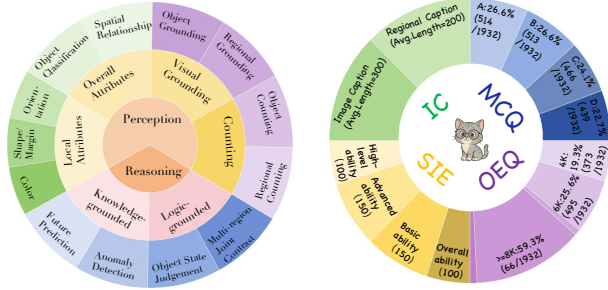 Spatial
Relationship
Object
Grounding
Regional
Grounding
Object
Counting
Regional
Counting
Multi-region
Joint
Contrast
Object State
Judgement
Anomaly
Detection
Future
Prediction
Color
Shape/
Margin
Orien-
tation
Object
Classification
Overall
Attributes
Visual
Grounding
Counting
Logic-
grounded
Knowledge-
grounded
Local
Attributes
Perception
Reasoning
Regional Caption
(Avg.Length=200)
A:26.6%
(514
/1932)
B:26.6%
(513
/1932)
C:24.1%
(466
/1932)
D:22.7%
(439
/1932)
4K:
19.3%
(373
/1932)
6K:25.6%
(495
/1932)
>=8K:59.3%
(66/1932)
Overall
ability
(100)
Basic
ability
(150)
Advanced
ability
(150)
High-
level
ability
(100)
Image Caption
(Avg.Length=300)
IC
MCQ
OEQ
SIE